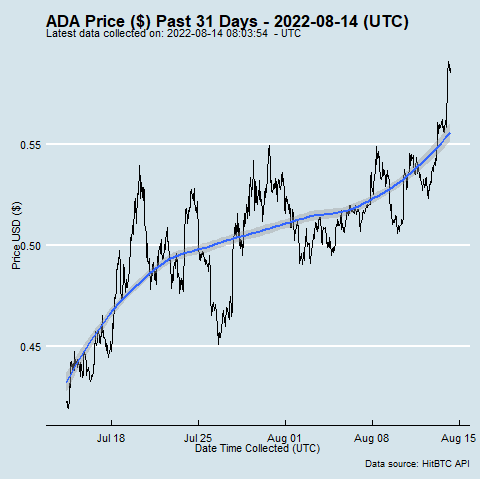 ADA Price ($) Past 31 Days - 2022-08-14 (UTC)
Latest data collected on: 2022-08-14 08:03:54 - UTC
Price USD ($)
0.55
0.50
0.45
Jul 18 Jul 25 Aug 01 Aug 08 Aug 15
Date Time Collected (UTC)
Data source: HitBTC API